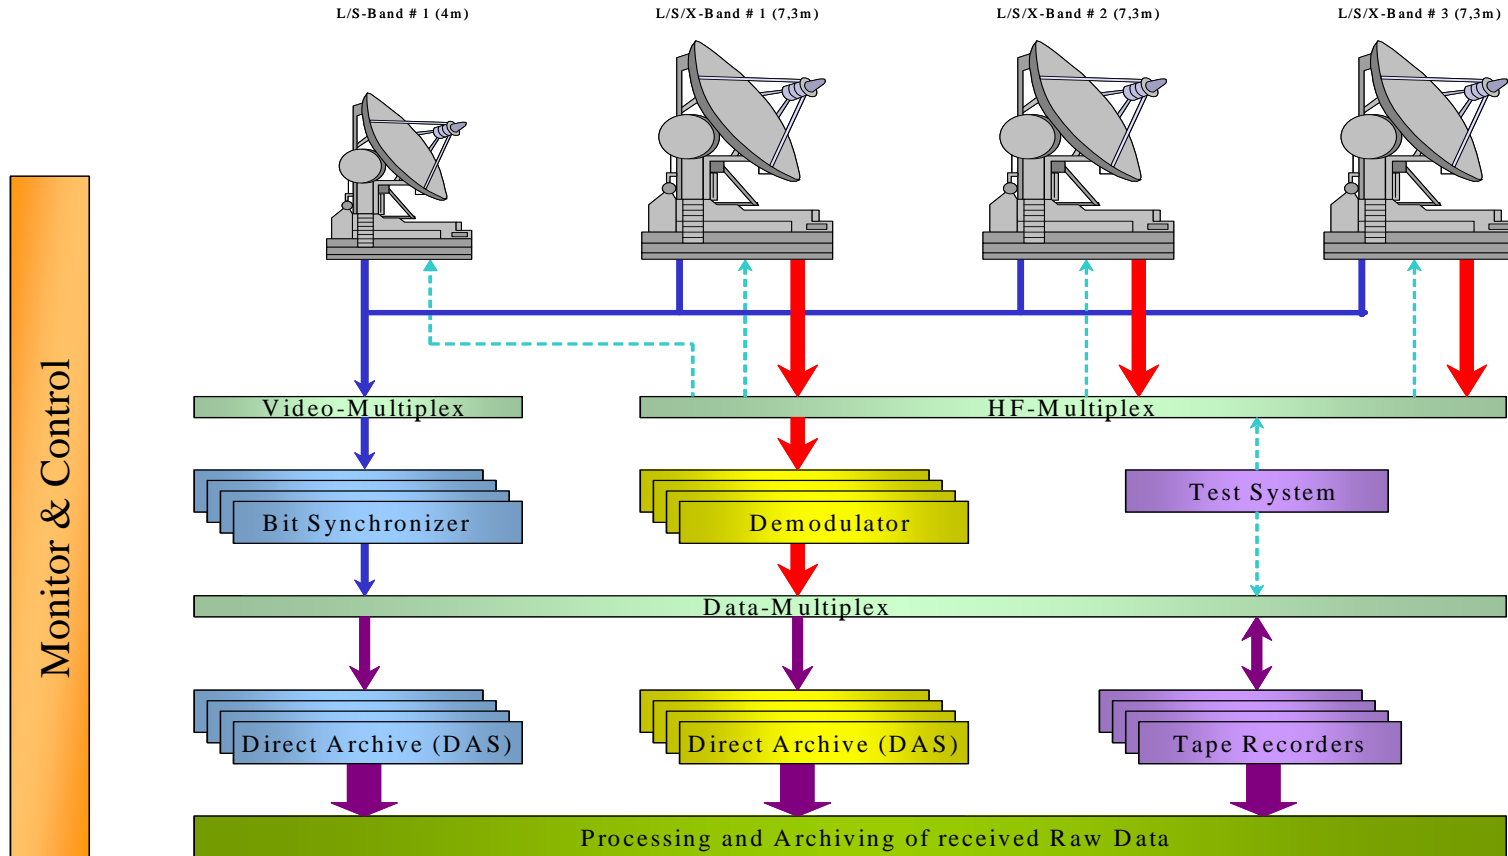 L/S-Band # 1 (4m)
L/S/X-Band # 1 (7,3m)
L/S/X-Band # 2 (7,3m)
L/S/X-Band # 3 (7,3m)
Monitor & Control
Video-Multiplex
HF-Multiplex
Bit Synchronizer
Demodulator
Test System
Data-Multiplex
Direct Archive (DAS)
Direct Archive (DAS)
Tape Recorders
Processing and Archiving of received Raw Data